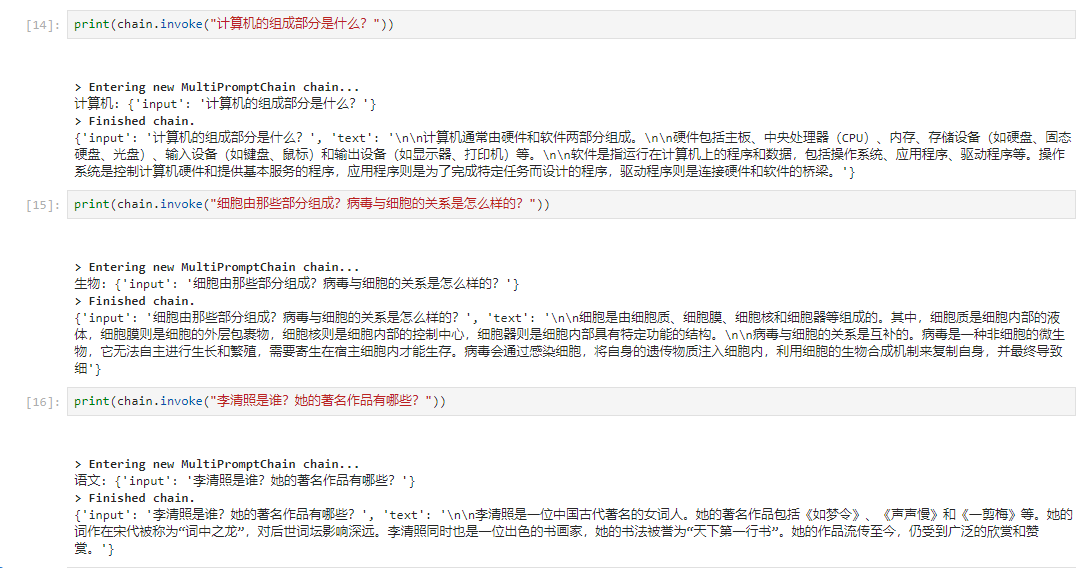 [14]: print(chain.invoke("计算机的组成部分是什么？"))
> Entering new MultiPromptChain chain...
计算机: {'input': '计算机的组成部分是什么？'}
> Finished chain.
{'input': '计算机的组成部分是什么？', 'text': '\n\n计算机通常由硬件和软件两部分组成。\n\n硬件包括主板、中央处理器（CPU）、内存、存储设备（如硬盘、固态
硬盘、光盘）、输入设备（如键盘、鼠标）和输出设备（如显示器、打印机）等。\n\n软件是指运行在计算机上的程序和数据，包括操作系统、应用程序、驱动程序等。操作
系统是控制计算机硬件和提供基本服务的程序，应用程序则是为了完成特定任务而设计的程序，驱动程序则是连接硬件和软件的桥梁。'}
[15]: print(chain.invoke("细胞由那些部分组成？病毒与细胞的关系是怎么样的？"))
> Entering new MultiPromptChain chain...
生物: {'input': '细胞由那些部分组成？病毒与细胞的关系是怎么样的？'}
> Finished chain.
{'input': '细胞由那些部分组成？病毒与细胞的关系是怎么样的？', 'text': '\n\n细胞是由细胞质、细胞膜、细胞核和细胞器等组成的。其中，细胞质是细胞内部的液
体，细胞膜则是细胞的外层包裹物，细胞核则是细胞内部的控制中心，细胞器则是细胞内部具有特定功能的结构。\n\n病毒与细胞的关系是互补的。病毒是一种非细胞的微生
物，它无法自主进行生长和繁殖，需要寄生在宿主细胞内才能生存。病毒会通过感染细胞，将自身的遗传物质注入细胞内，利用细胞的生物合成机制来复制自身，并最终导致
细'}
[16]: print(chain.invoke("李清照是谁？她的著名作品有哪些？"))
> Entering new MultiPromptChain chain...
语文: {'input': '李清照是谁？她的著名作品有哪些？'}
> Finished chain.
{'input': '李清照是谁？她的著名作品有哪些？', 'text': '\n\n李清照是一位中国古代著名的女词人。她的著名作品包括《如梦令》、《声声慢》和《一剪梅》等。她的
词作在宋代被称为“词中之龙”，对后世词坛影响深远。李清照同时也是一位出色的书画家，她的书法被誉为“天下第一行书”。她的作品流传至今，仍受到广泛的欣赏和赞
赏。'}